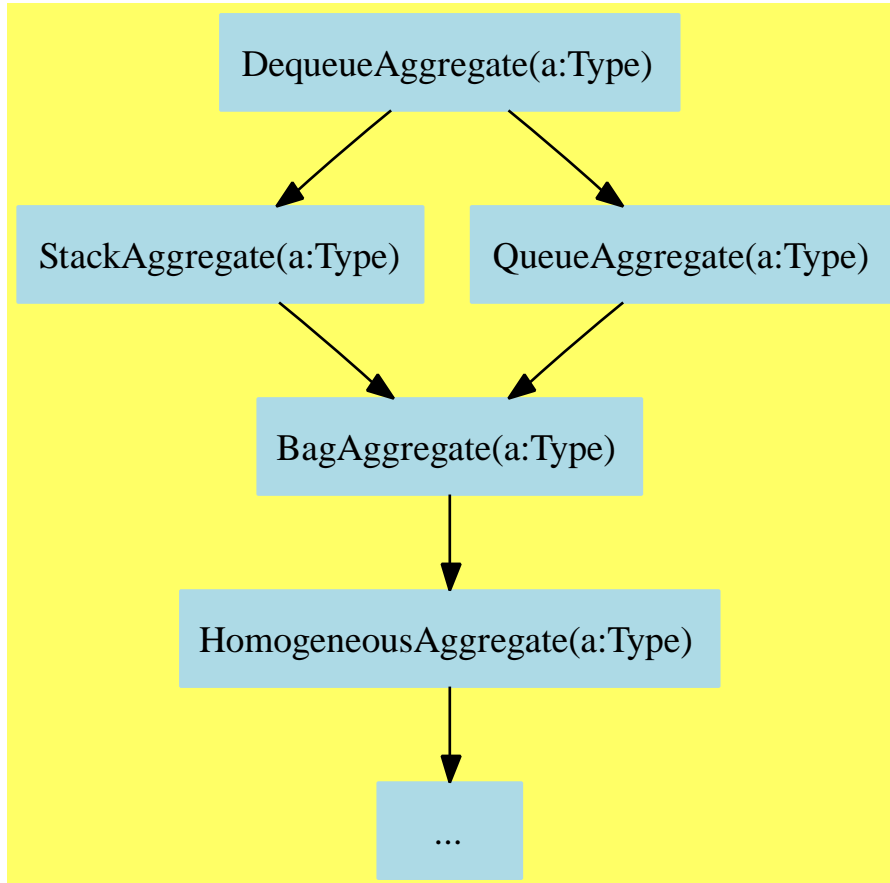 DequeueAggregate(a:Type)
StackAggregate(a:Type)
QueueAggregate(a:Type)
BagAggregate(a:Type)
HomogeneousAggregate(a:Type)
...